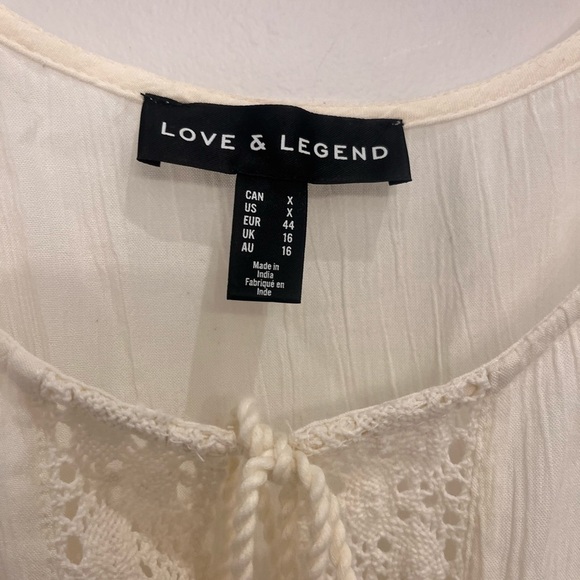 LOVE & LEGEND
CAN X
US X
EUR 44
UK 16
AU 16
Made in
India
Fabriqué en
Inde